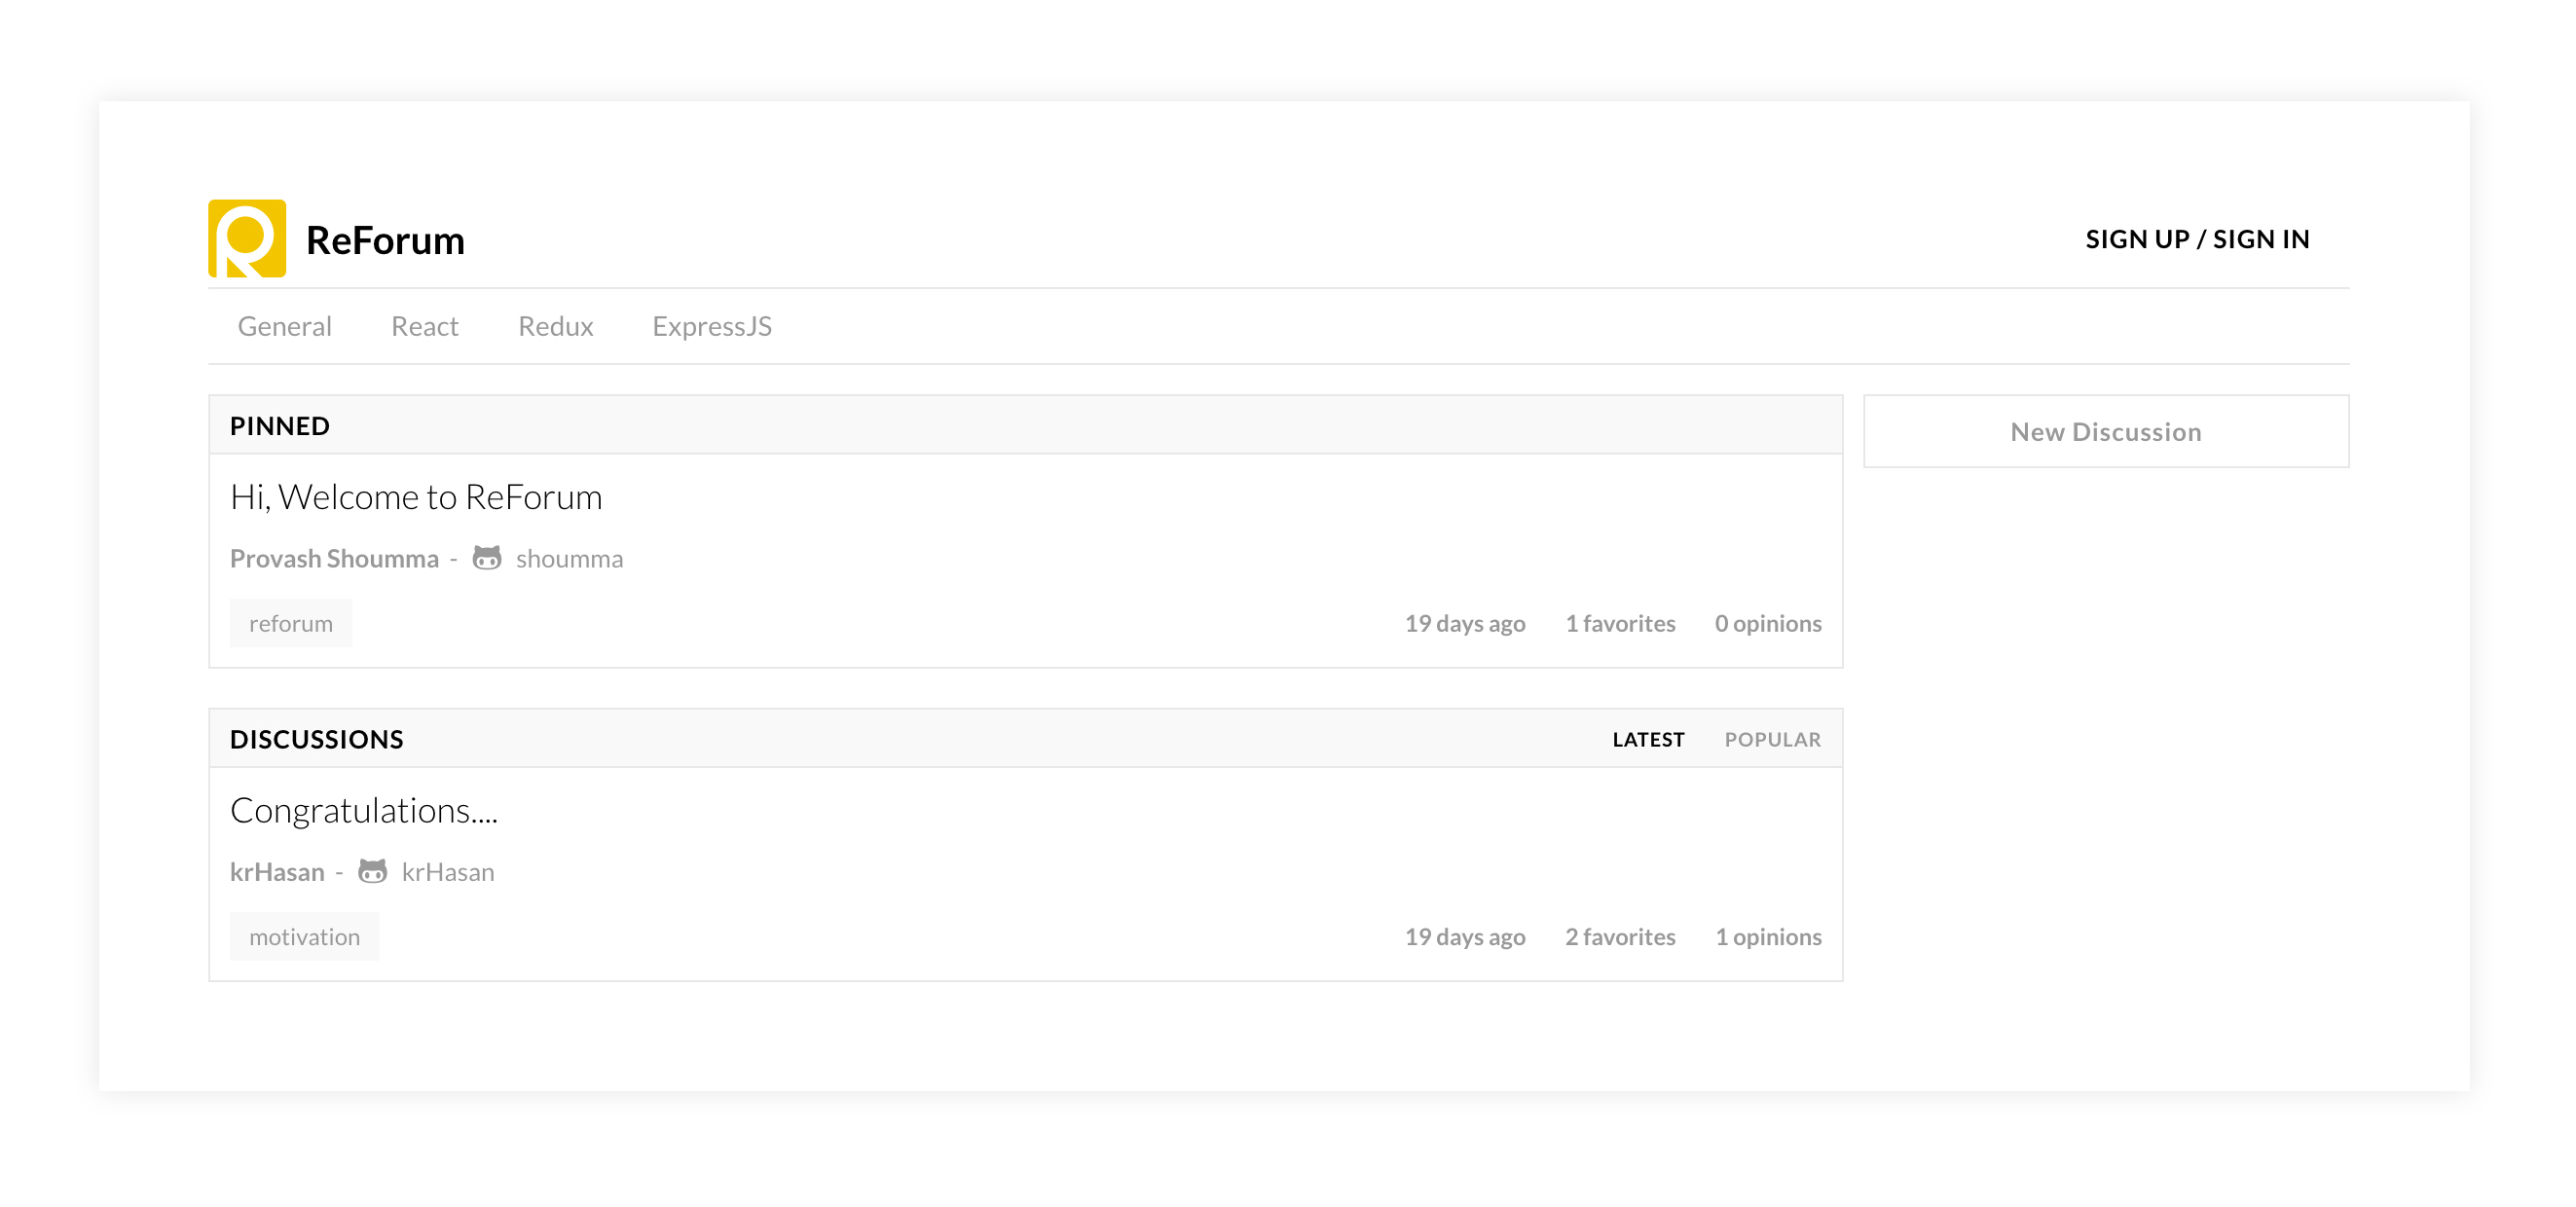 ReForum
SIGN UP / SIGN IN
General React Redux ExpressJS
PINNED
New Discussion
Hi, Welcome to ReForum
Provash Shoumma - shoumma
reforum
19 days ago 1 favorites 0 opinions
DISCUSSIONS
LATEST POPULAR
Congratulations....
krHasan - krHasan
motivation
19 days ago 2 favorites 1 opinions